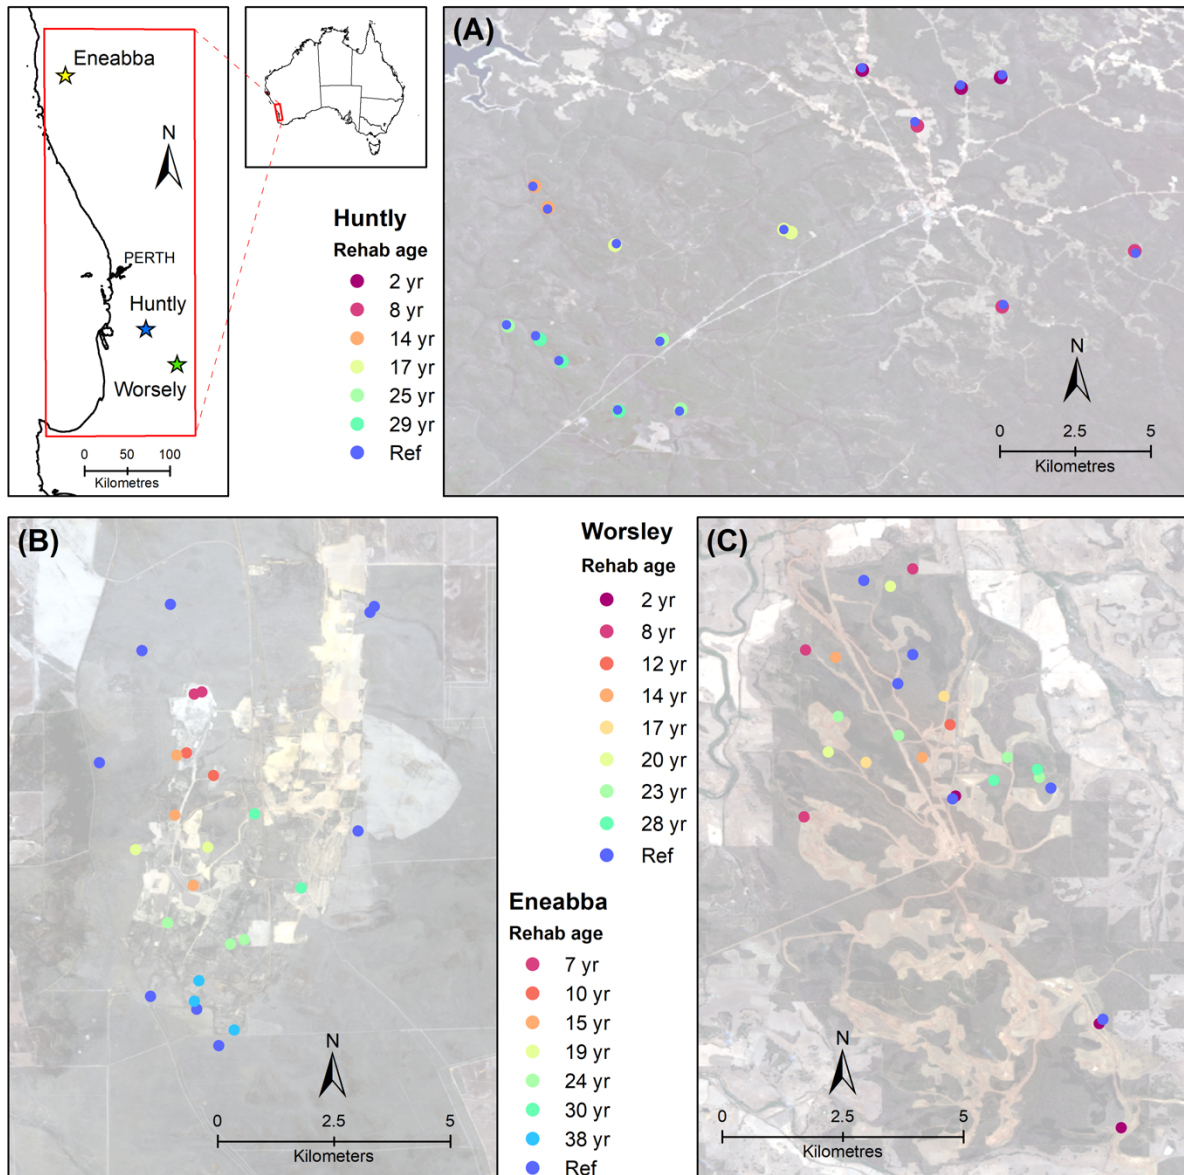 Eneabba
N
PERTH
Huntly
Worsely
0 50 100
Kilometres
Huntly
Rehab age
2 yr
8 yr
14 yr
17 yr
25 yr
29 yr
Ref
(A)
N
0 2.5 5
Kilometres
(B)
N
0 2.5 5
Kilometers
Worsley
Rehab age
2 yr
8 yr
12 yr
14 yr
17 yr
20 yr
23 yr
28 yr
Ref
Eneabba
Rehab age
7 yr
10 yr
15 yr
19 yr
24 yr
30 yr
38 yr
Ref
(C)
N
0 2.5 5
Kilometres